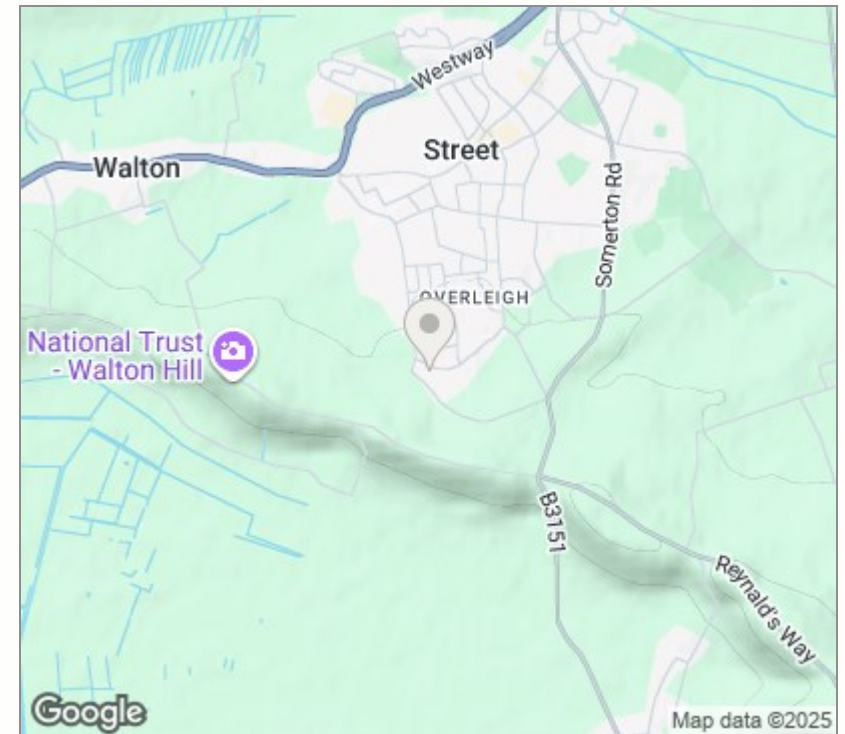 Westway
Street
Walton
Somerton Rd
OVERLEIGH
National Trust
- Walton Hill
B3151
Reynald's Way
Google
Map data ©2025